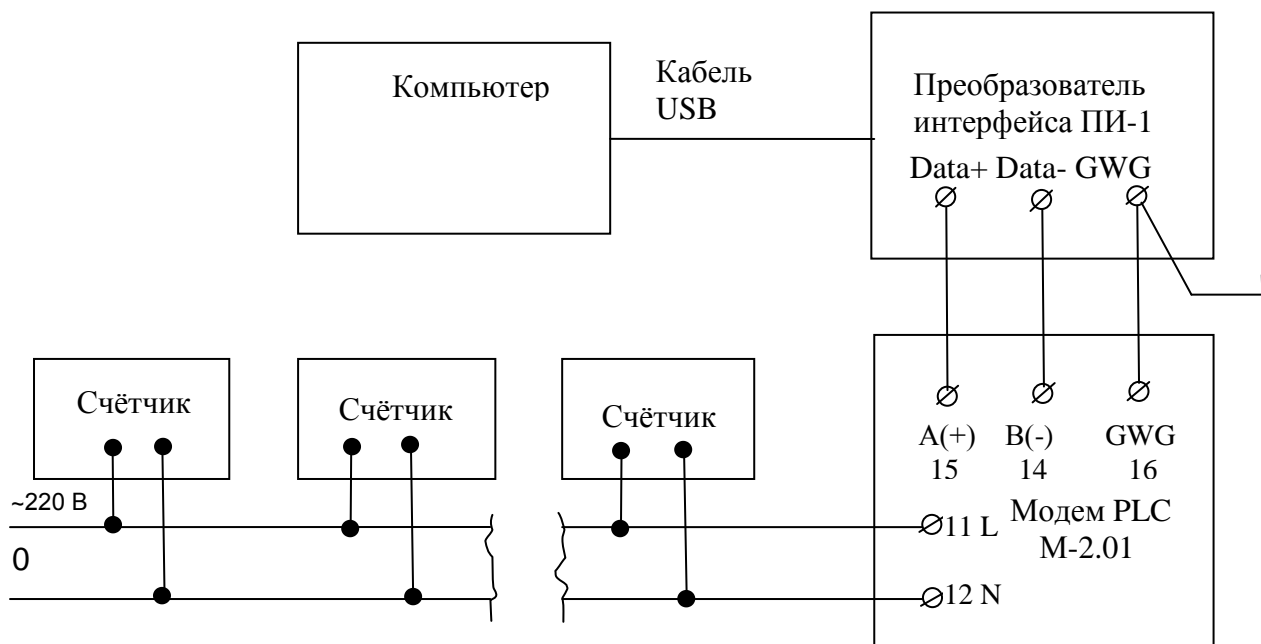 Компьютер
Кабель
USB
Преобразователь
интерфейса ПИ-1
Data+ Data- GWG
Счётчик
Счётчик
Счётчик
A(+) B(-) GWG
15 14 16
~220 В
11 L
Модем PLC
М-2.01
0
12 N